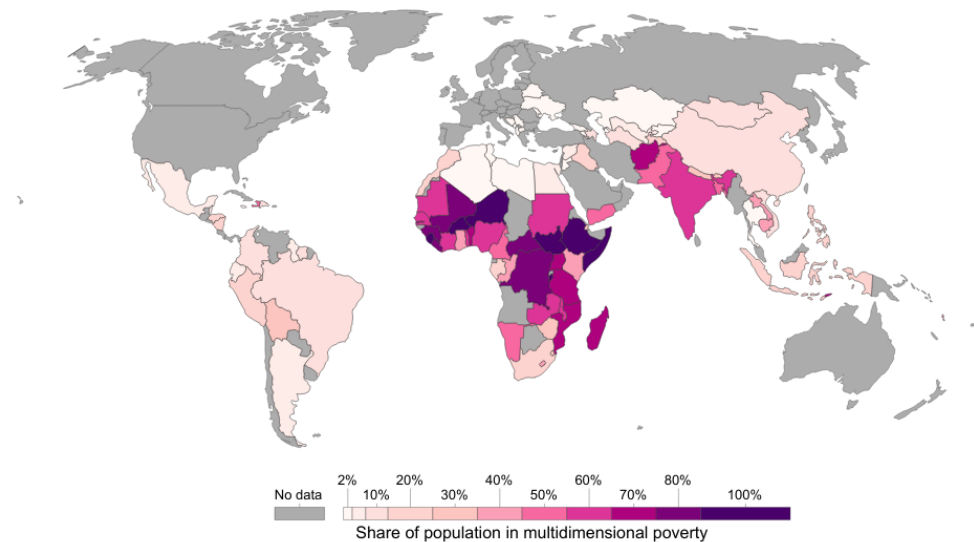 2% 20% 40% 60% 80%
No data 10% 30% 50% 70% 100%
Share of population in multidimensional poverty